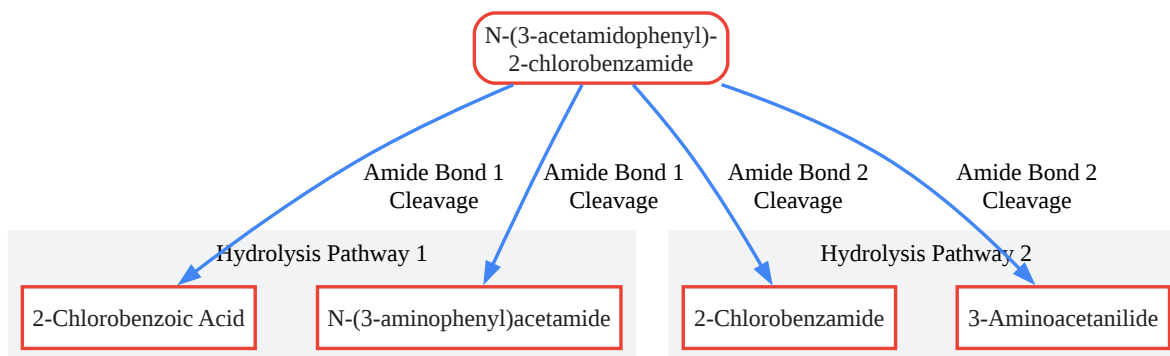 N-(3-acetamidophenyl)-
2-chlorobenzamide
Amide Bond 1
Cleavage
Amide Bond 1
Cleavage
Amide Bond 2
Cleavage
Amide Bond 2
Cleavage
Hydrolysis Pathway 1
Hydrolysis Pathway 2
2-Chlorobenzoic Acid
N-(3-aminophenyl)acetamide
2-Chlorobenzamide
3-Aminoacetanilide